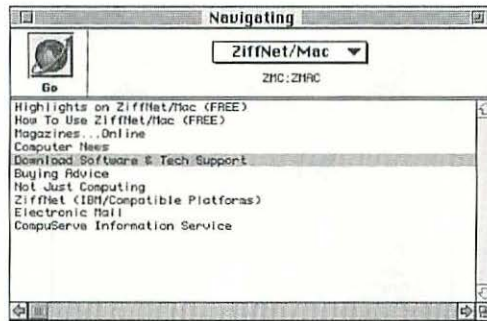 Navigating
ZiffNet/Mac
ZMC:ZMAC
Go
Highlights on ZiffNet/Mac (FREE)
How To Use ZiffNet/Mac (FREE)
Magazines...Online
Computer News
Download Software & Tech Support
Buying Advice
Not Just Computing
ZiffNet (IBM/Compatible Platforms)
Electronic Mail
CompuServe Information Service